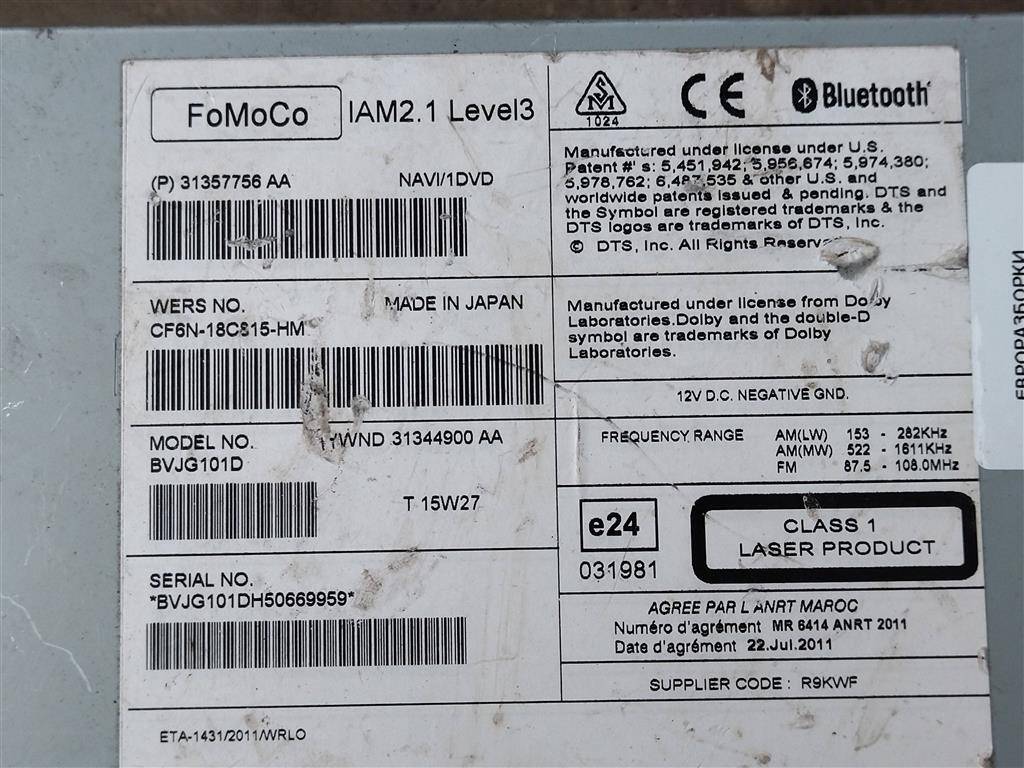 FoMoCo IAM2.1 Level3
(P) 31357756 AA NAVI/1DVD
WERS NO. MADE IN JAPAN
CF6N-18C815-HM
MODEL NO. HWND 31344900 AA
BVJG101D
T 15W27
SERIAL NO.
*BVJG101DH50669959*
ETA-1431/2011/WRLO
SM
1024
CE
Bluetooth
Manufactured under license under U.S.
Patent #' s: 5,451,942; 5,956,674; 5,974,380;
5,978,762; 6,487,535 & other U.S. and
worldwide patents issued & pending. DTS and
the Symbol are registered trademarks & the
DTS logos are trademarks of DTS, Inc.
© DTS, Inc. All Rights
Manufactured under license from Dolby
Laboratories.Dolby and the double-D
symbol are trademarks of Dolby
Laboratories.
12V D.C. NEGATIVE GND.
FREQUENCY RANGE AM(LW) 153 - 282KHz
AM(MW) 522 - 1611KHz
FM 87.5 - 108.0MHz
e24
031981
CLASS 1
LASER PRODUCT
AGREE PAR L'ANRT MAROC
Numéro d'agrément MR 6414 ANRT 2011
Date d'agrément 22.Jul.2011
SUPPLIER CODE : R9KWF
ЕВРОРАЗБОРКИ